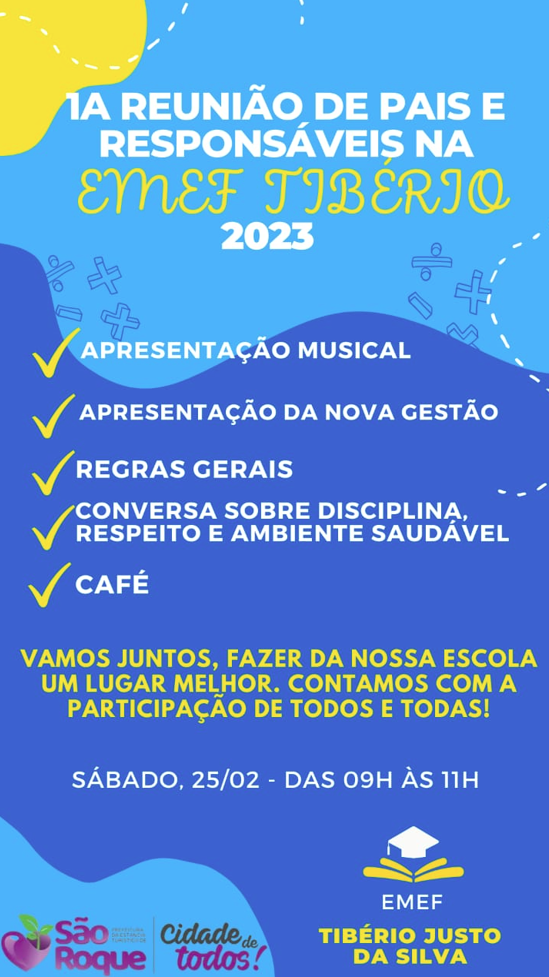 1A REUNIÃO DE PAIS E
RESPONSÁVEIS NA
EMEF TIBÉRIO
2023
APRESENTAÇÃO MUSICAL
APRESENTAÇÃO DA NOVA GESTÃO
REGRAS GERAIS
CONVERSA SOBRE DISCIPLINA,
RESPEITO E AMBIENTE SAUDÁVEL
CAFÉ
VAMOS JUNTOS, FAZER DA NOSSA ESCOLA
UM LUGAR MELHOR. CONTAMOS COM A
PARTICIPAÇÃO DE TODOS E TODAS!
SÁBADO, 25/02 - DAS 09H ÀS 11H
EMEF
TIBÉRIO JUSTO
DA SILVA
São
Roque
Cidade de
todos!